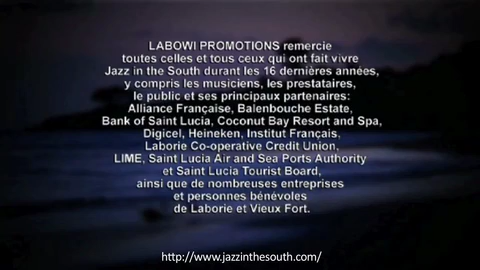 LABOWI PROMOTIONS remercie
toutes celles et tous ceux qui ont fait vivre
Jazz in the South durant les 16 dernières années,
y compris les musiciens, les prestataires,
le public et ses principaux partenaires:
Alliance Française, Balenbouche Estate,
Bank of Saint Lucia, Coconut Bay Resort and Spa,
Digicel, Heineken, Institut Français,
Laborie Co-operative Credit Union,
LIME, Saint Lucia Air and Sea Ports Authority
et Saint Lucia Tourist Board,
ainsi que de nombreuses entreprises
et personnes bénévoles
de Laborie et Vieux Fort.
http://www.jazzinthesouth.com/